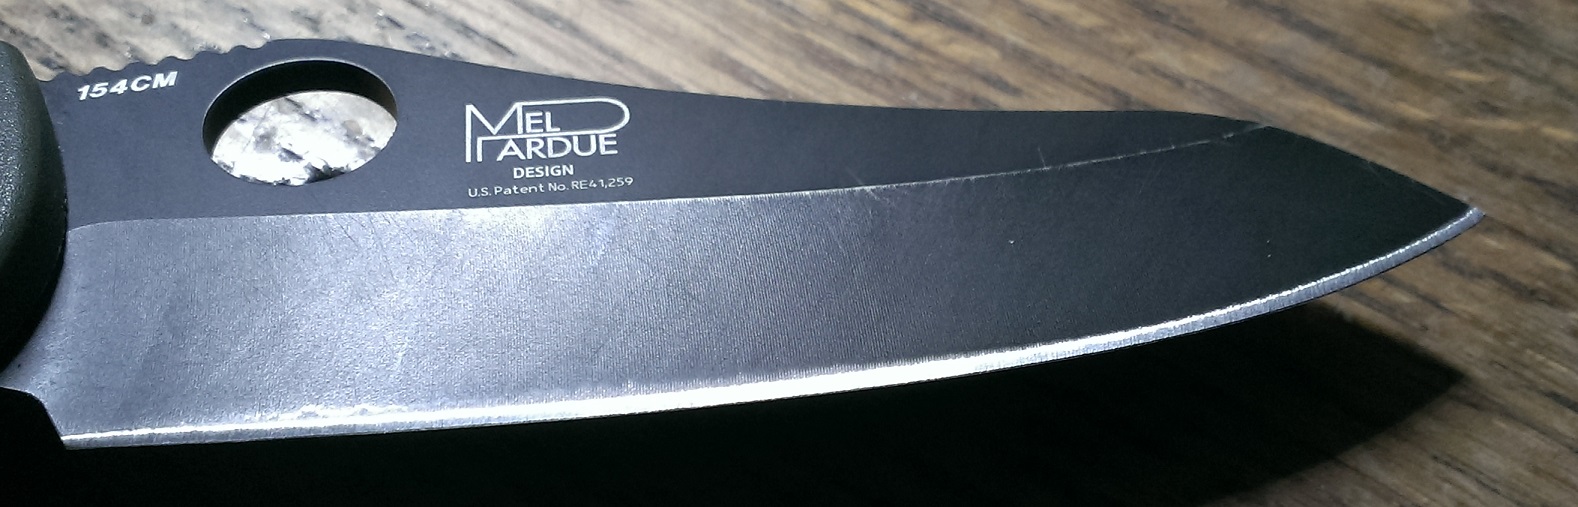 154CM
MEL
PARDUE
DESIGN
U.S. Patent No. RE41,259